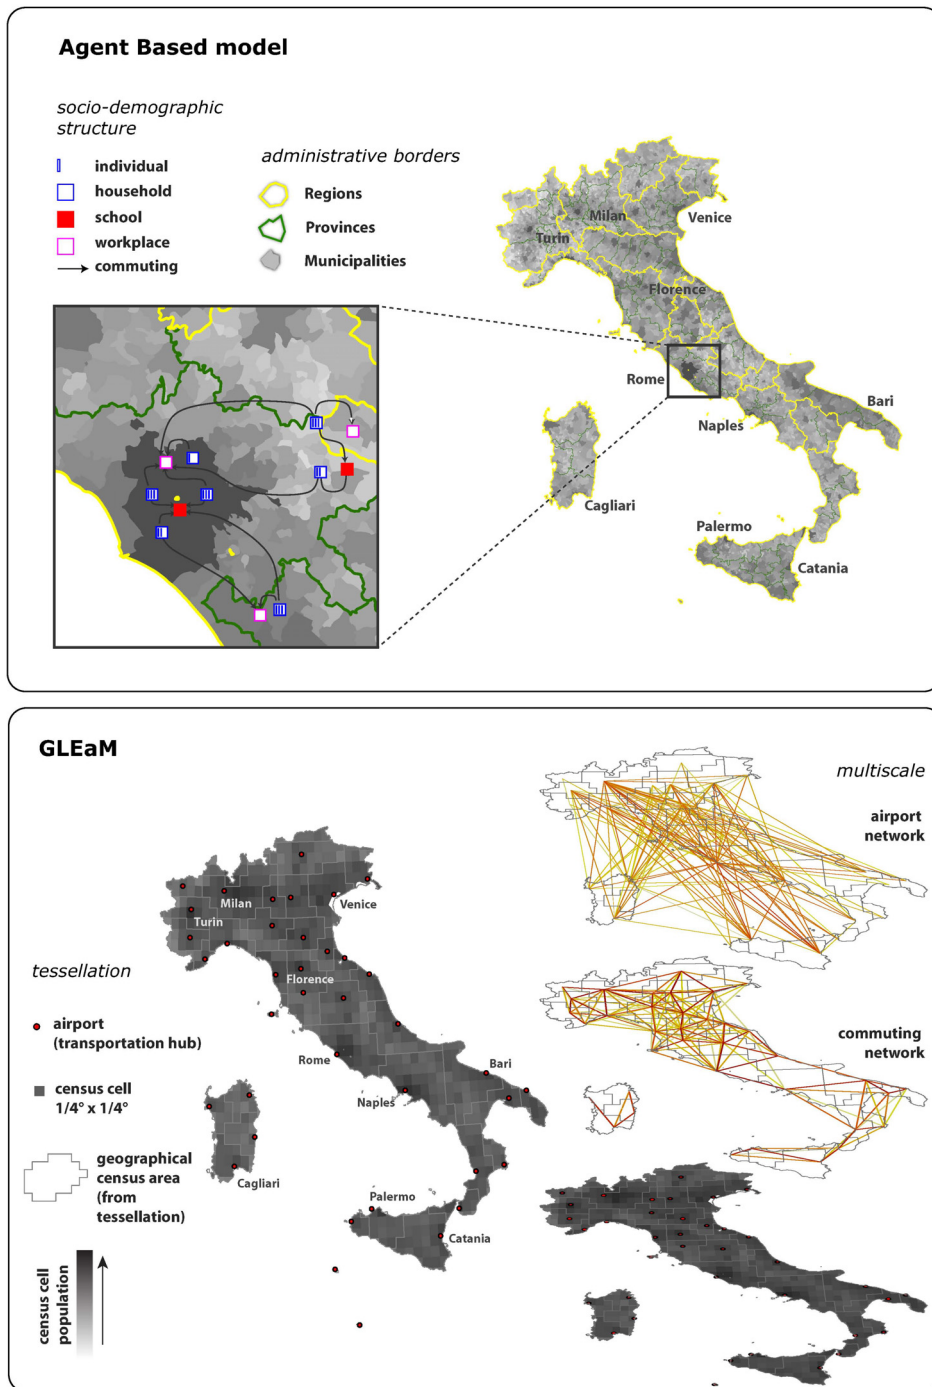 Agent Based model
socio-demographic
structure
individual
household
school
workplace
commuting
administrative borders
Regions
Provinces
Municipalities
Milan
Venice
Turin
Florence
Rome
Bari
Naples
Cagliari
Palermo
Catania
GLEaM
multiscale
airport
network
Milan
Venice
Turin
tessellation
Florence
airport
(transportation hub)
commuting
network
Rome
Bari
census cell
1/4° x 1/4°
Naples
geographical
census area
(from
tessellation)
Cagliari
Palermo
Catania
census cell
population